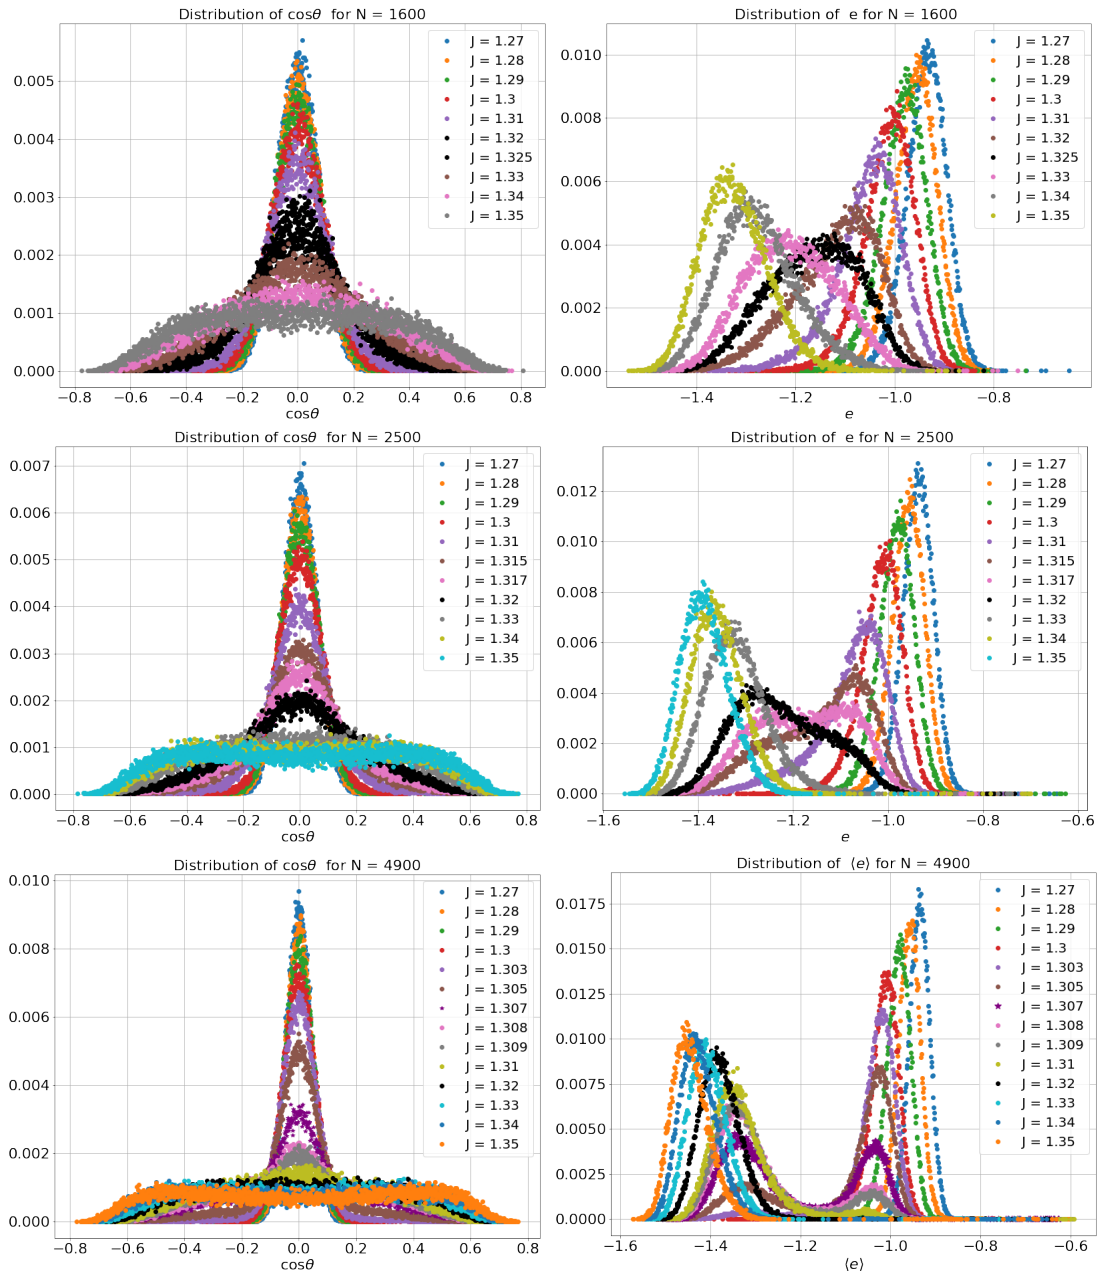 Distribution of cosθ for N = 1600
0.005
0.004
0.003
0.002
0.001
0.000
−0.8 −0.6 −0.4 −0.2 0.0 0.2 0.4 0.6 0.8
cosθ
J = 1.27
J = 1.28
J = 1.29
J = 1.3
J = 1.31
J = 1.32
J = 1.325
J = 1.33
J = 1.34
J = 1.35
Distribution of e for N = 1600
0.010
0.008
0.006
0.004
0.002
0.000
−1.4 −1.2 −1.0 −0.8
e
J = 1.27
J = 1.28
J = 1.29
J = 1.3
J = 1.31
J = 1.32
J = 1.325
J = 1.33
J = 1.34
J = 1.35
Distribution of cosθ for N = 2500
0.007
0.006
0.005
0.004
0.003
0.002
0.001
0.000
−0.8 −0.6 −0.4 −0.2 0.0 0.2 0.4 0.6 0.8
cosθ
J = 1.27
J = 1.28
J = 1.29
J = 1.3
J = 1.31
J = 1.315
J = 1.317
J = 1.32
J = 1.33
J = 1.34
J = 1.35
Distribution of e for N = 2500
0.012
0.010
0.008
0.006
0.004
0.002
0.000
−1.6 −1.4 −1.2 −1.0 −0.8 −0.6
e
J = 1.27
J = 1.28
J = 1.29
J = 1.3
J = 1.31
J = 1.315
J = 1.317
J = 1.32
J = 1.33
J = 1.34
J = 1.35
Distribution of cosθ for N = 4900
0.010
0.008
0.006
0.004
0.002
0.000
−0.8 −0.6 −0.4 −0.2 0.0 0.2 0.4 0.6 0.8
cosθ
J = 1.27
J = 1.28
J = 1.29
J = 1.3
J = 1.303
J = 1.305
J = 1.307
J = 1.308
J = 1.309
J = 1.31
J = 1.32
J = 1.33
J = 1.34
J = 1.35
Distribution of ⟨e⟩ for N = 4900
0.0175
0.0150
0.0125
0.0100
0.0075
0.0050
0.0025
0.0000
−1.6 −1.4 −1.2 −1.0 −0.8 −0.6
⟨e⟩
J = 1.27
J = 1.28
J = 1.29
J = 1.3
J = 1.303
J = 1.305
J = 1.307
J = 1.308
J = 1.309
J = 1.31
J = 1.32
J = 1.33
J = 1.34
J = 1.35